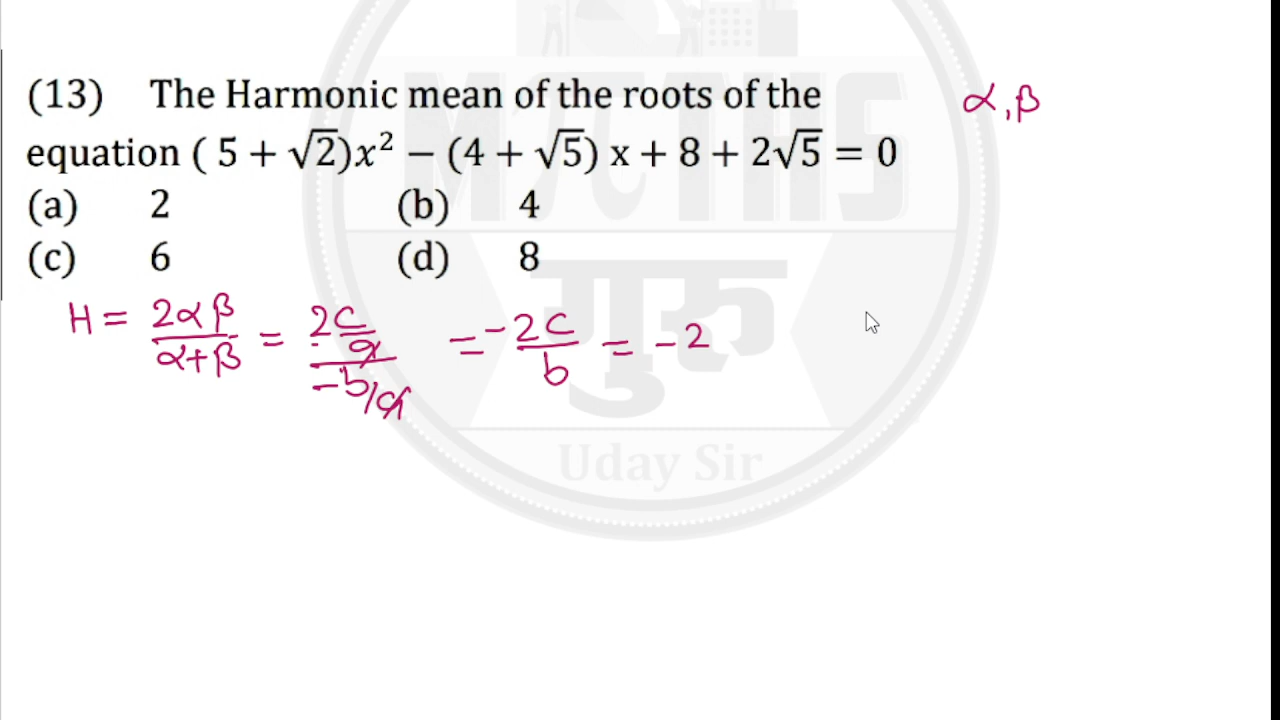 (13) The Harmonic mean of the roots of the
equation ( 5 + √2)x² − (4 + √5) x + 8 + 2√5 = 0
α, β
(a) 2 (b) 4
(c) 6 (d) 8
H = 2αβ/(α+β) = (2c/a)/(-b/a) = -2c/b = -2
MATHS
गुरु
Uday Sir